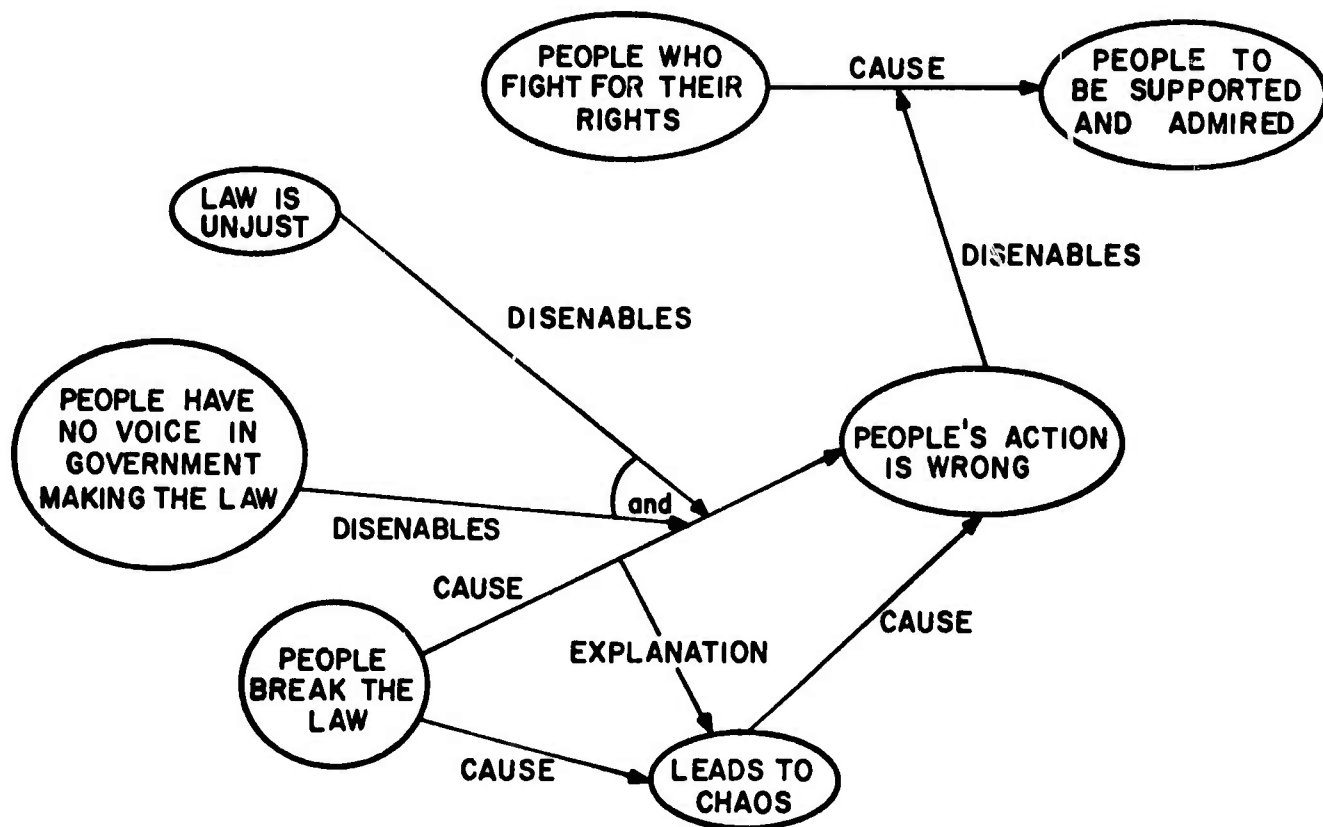 PEOPLE WHO
FIGHT FOR THEIR
RIGHTS
CAUSE
PEOPLE TO
BE SUPPORTED
AND ADMIRED
LAW IS
UNJUST
DISENABLES
DISENABLES
PEOPLE HAVE
NO VOICE IN
GOVERNMENT
MAKING THE LAW
PEOPLE'S ACTION
IS WRONG
and
DISENABLES
CAUSE
PEOPLE
BREAK THE
LAW
EXPLANATION
CAUSE
CAUSE
LEADS TO
CHAOS